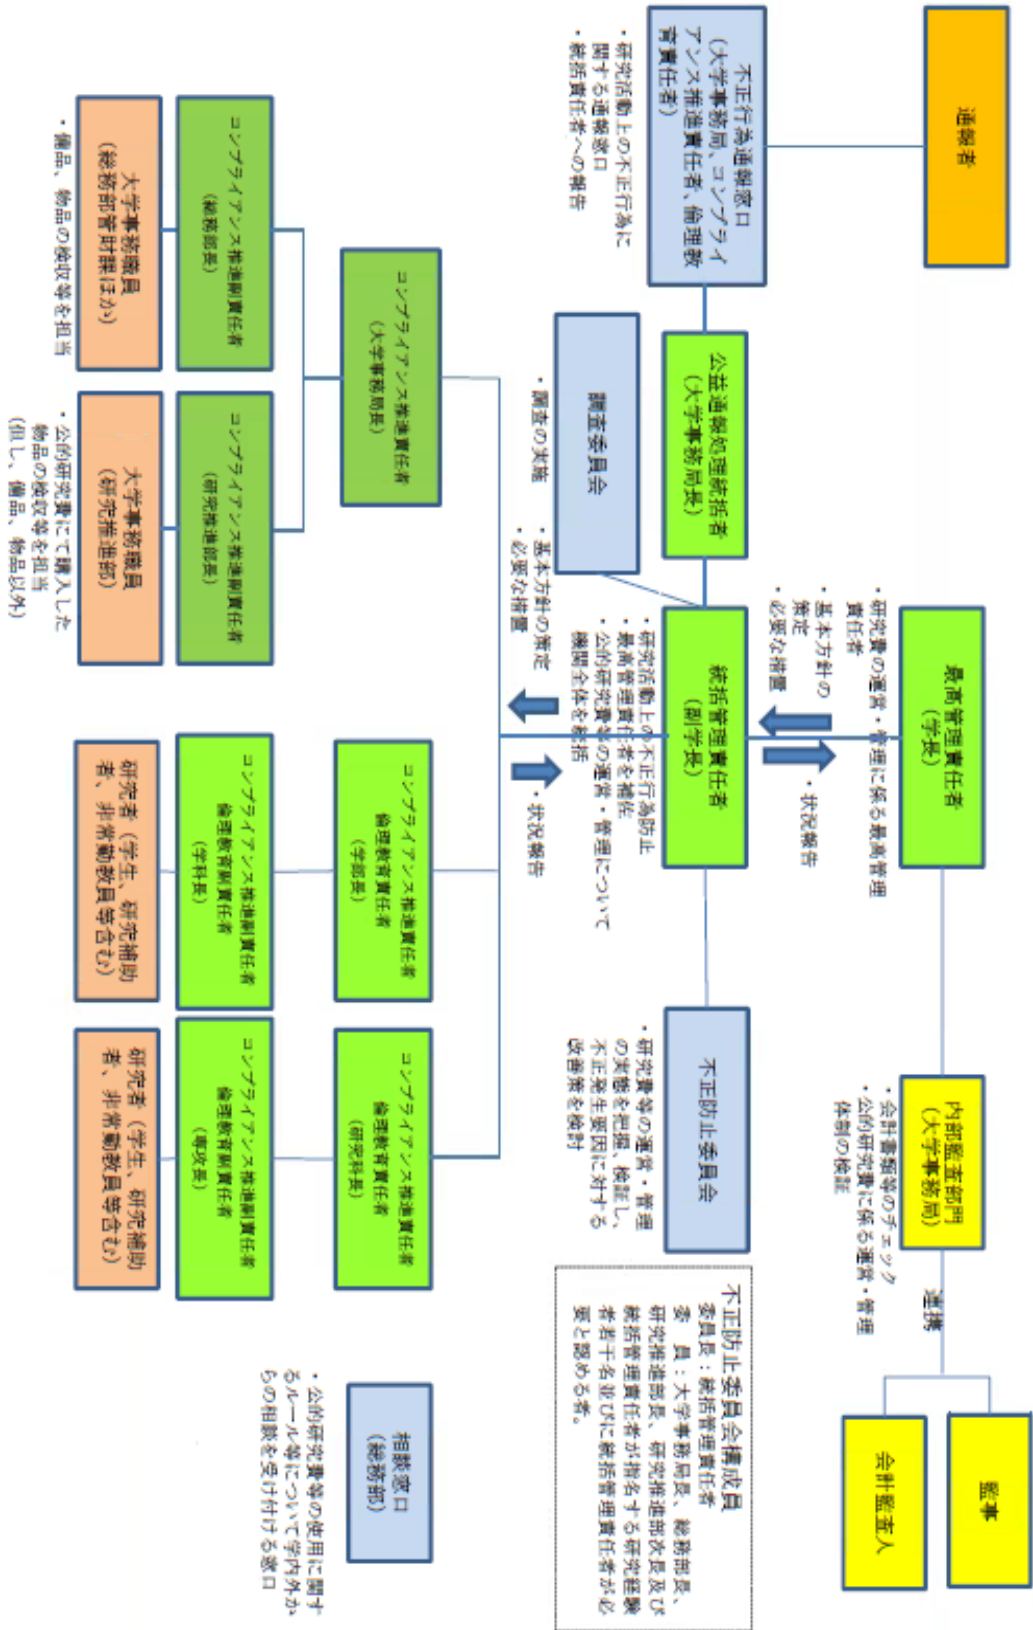 通報者
最高管理責任者
(学長)
・研究費の運営・管理に係る最高管理
責任者
・基本方針の
策定
・必要な措置
・状況報告
内部監査部門
(大学事務局)
・会計書類等のチェック
・公的研究費に係る運営・管理
体制の検証
連携
監事
会計監査人
不正行為通報窓口
(大学事務局、コンプライ
アンス推進責任者、倫理教
育責任者)
・研究活動上の不正行為に
関する通報窓口
・統括責任者への報告
公益通報処理統括者
(大学事務局長)
統括管理責任者
(副学長)
・研究活動上の不正行為防止
・最高管理責任者を補佐
・公的研究費等の運営・管理について
機関全体を統括
不正防止委員会
・研究費等の運営・管理
の実態を把握、検証し、
不正発生要因に対する
改善策を検討
不正防止委員会構成員
委員長:統括管理責任者
委 員:大学事務局長、総務部長、
研究推進部長、研究推進部次長及び
統括管理責任者が指名する研究経験
者若干名並びに統括管理責任者が必
要と認める者。
調査委員会
・調査の実施
・基本方針の策定
・必要な措置
・状況報告
コンプライアンス推進責任者
(大学事務局長)
コンプライアンス推進責任者
倫理教育責任者
(学部長)
コンプライアンス推進責任者
倫理教育責任者
(研究科長)
相談窓口
(総務部)
・公的研究費等の使用に関す
るルール等について学内外か
らの相談を受け付ける窓口
コンプライアンス推進副責任者
(総務部長)
コンプライアンス推進副責任者
(研究推進部長)
コンプライアンス推進副責任者
倫理教育副責任者
(学科長)
コンプライアンス推進副責任者
倫理教育副責任者
(専攻長)
大学事務職員
(総務部管財課ほか)
・備品、物品の検収等を担当
大学事務職員
(研究推進部)
・公的研究費にて購入した
物品の検収等を担当
(但し、備品、物品以外)
研究者(学生、研究補助
者、非常勤教員等含む)
研究者(学生、研究補助
者、非常勤教員等含む)